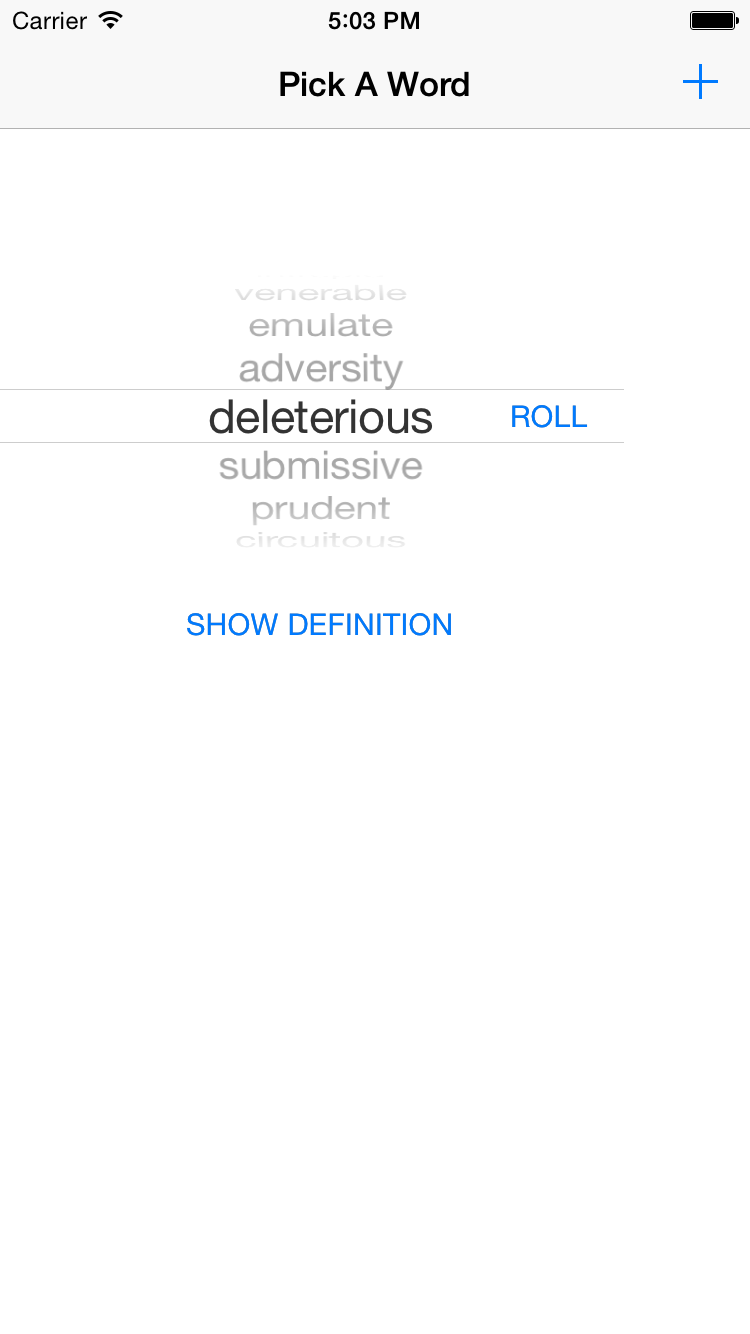 Carrier 5:03 PM
Pick A Word
venerable
emulate
adversity
deleterious ROLL
submissive
prudent
circuitous
SHOW DEFINITION